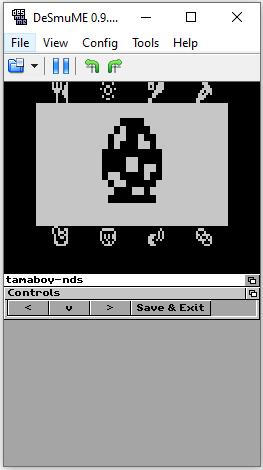 DeSmuME 0.9....
File View Config Tools Help
tamaboy-nds
Controls
< v > Save & Exit